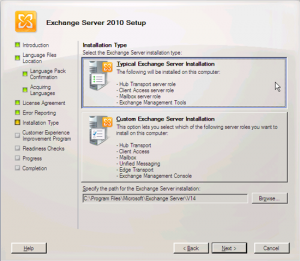 Exchange Server 2010 Setup
Introduction
Language Files
Location
Language Pack
Confirmation
Acquiring
Languages
License Agreement
Error Reporting
Installation Type
Customer Experience
Improvement Program
Readiness Checks
Progress
Completion
Installation Type
Select the Exchange Server installation type:
Typical Exchange Server Installation
The following will be installed on this computer:
- Hub Transport server role
- Client Access server role
- Mailbox server role
- Exchange Management Tools
Custom Exchange Server Installation
This option lets you select which of the following server roles you want to
install on this computer:
- Hub Transport
- Client Access
- Mailbox
- Unified Messaging
- Edge Transport
- Exchange Management Console
Specify the path for the Exchange Server installation:
C:\Program Files\Microsoft\Exchange Server\V14
Browse...
Help
< Back
Next >
Cancel